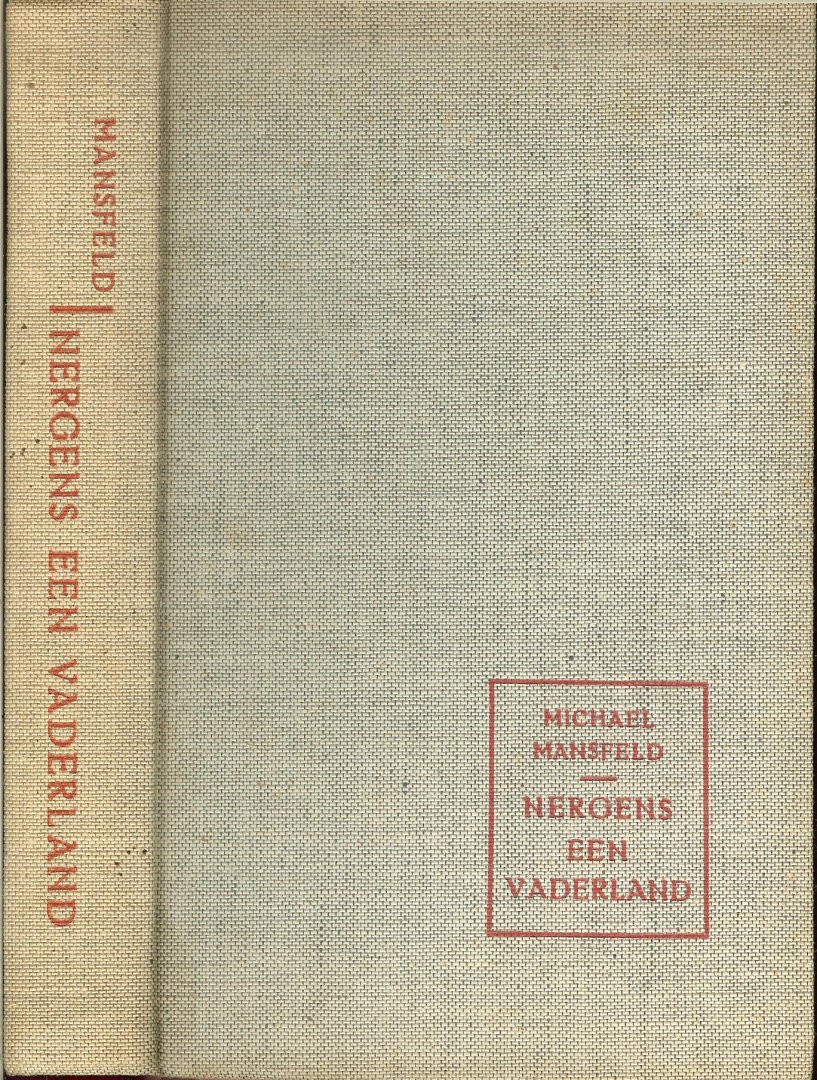 MANSFELD
NERGENS EEN VADERLAND
MICHAEL
MANSFELD
NERGENS
EEN
VADERLAND